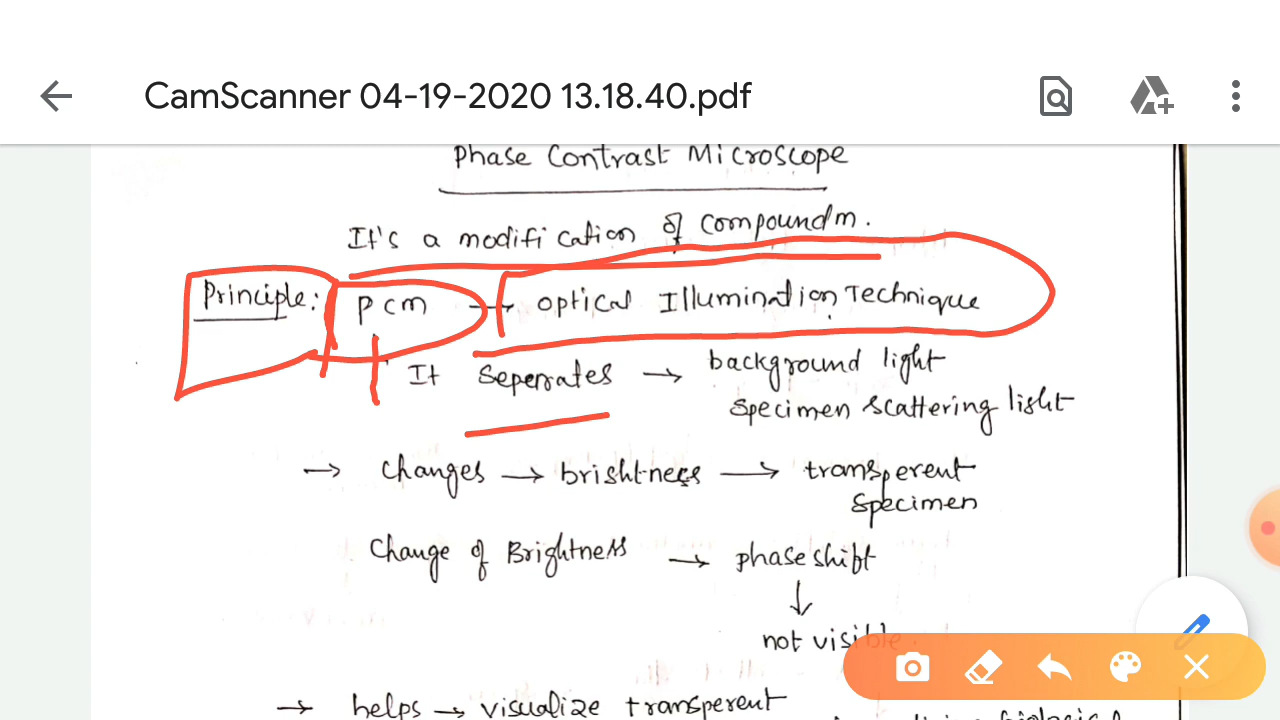 CamScanner 04-19-2020 13.18.40.pdf
Phase Contrast Microscope
It's a modification of compound m.
Principle: PCM → optical Illumination Technique
It Seperates → background light
specimen scattering light
→ changes → brightness → transperent
specimen
Change of Brightness → phase shift
↓
not visible.
→ helps → visualize transperent